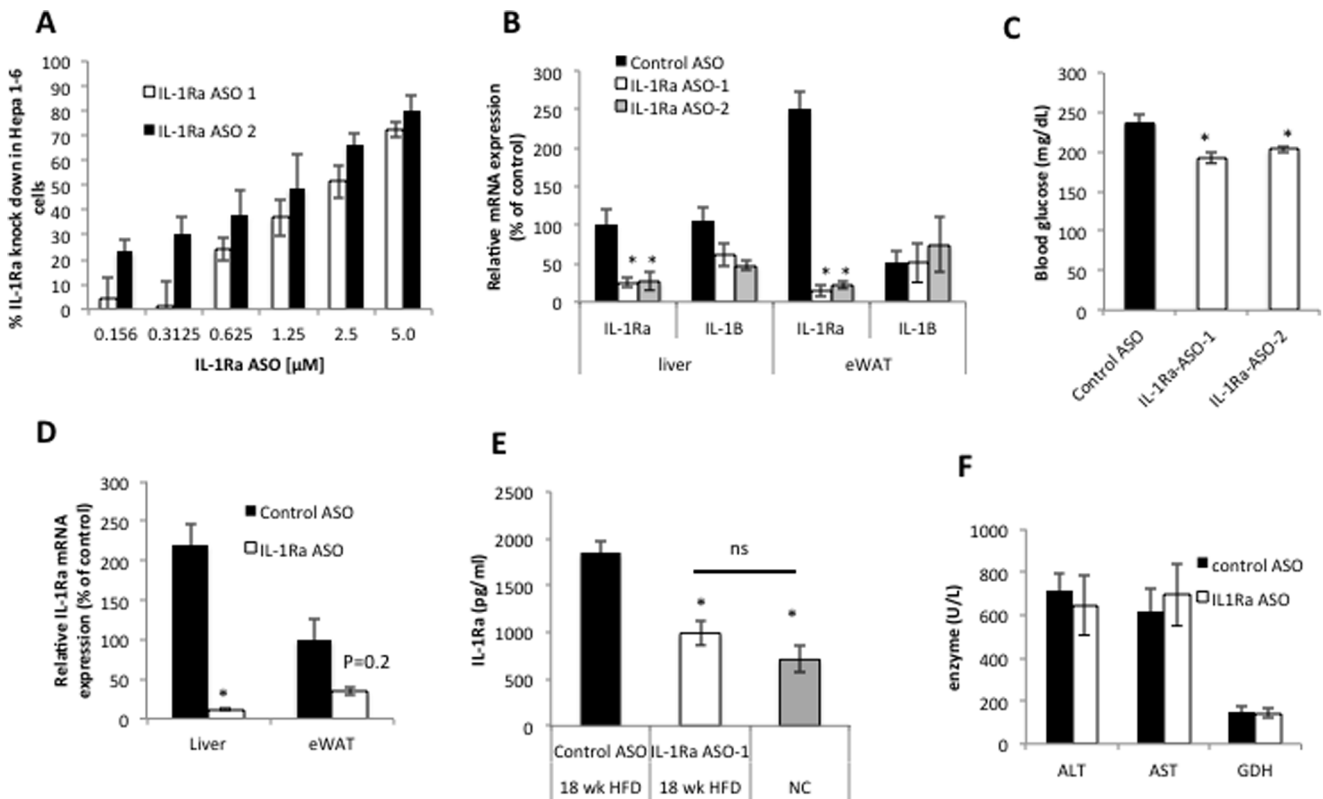 A
% IL-1Ra knock down in Hepa 1-6
cells
100
90
80
70
60
50
40
30
20
10
0
IL-1Ra ASO 1
IL-1Ra ASO 2
0.156 0.3125 0.625 1.25 2.5 5.0
IL-1Ra ASO [µM]
B
Relative mRNA expression
(% of control)
Control ASO
IL-1Ra ASO-1
IL-1Ra ASO-2
300
250
200
150
100
50
0
* *
* *
IL-1Ra IL-1B IL-1Ra IL-1B
liver eWAT
C
Blood glucose (mg/dL)
300
250
200
150
100
50
0
* *
Control ASO
IL-1Ra-ASO-1
IL-1Ra-ASO-2
D
Relative IL-1Ra mRNA
expression (% of control)
300
250
200
150
100
50
0
Control ASO
IL-1Ra ASO
*
P=0.2
Liver eWAT
E
IL-1Ra (pg/ml)
2500
2000
1500
1000
500
0
ns
* *
Control ASO IL-1Ra ASO-1
18 wk HFD 18 wk HFD NC
F
enzyme (U/L)
1000
800
600
400
200
0
control ASO
IL1Ra ASO
ALT AST GDH